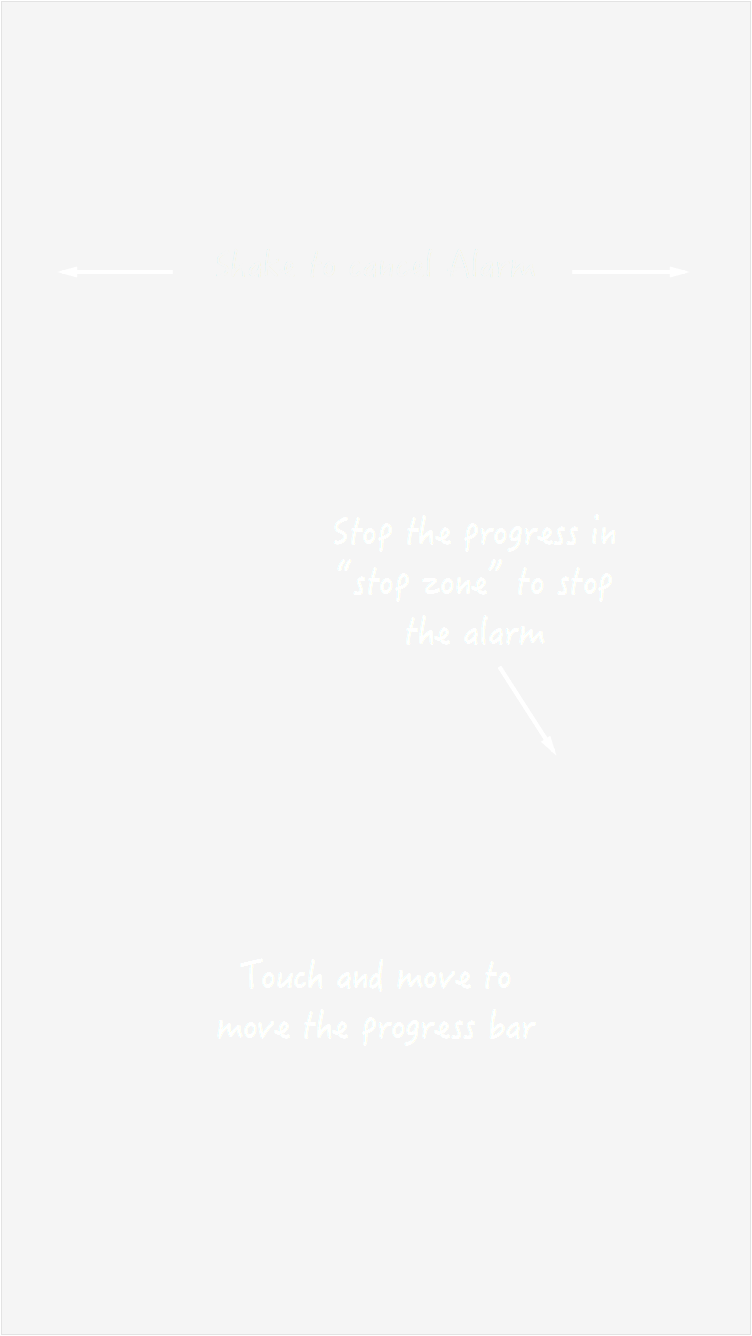 Stop the progress in
“stop zone” to stop
the alarm
Touch and move to
move the progress bar